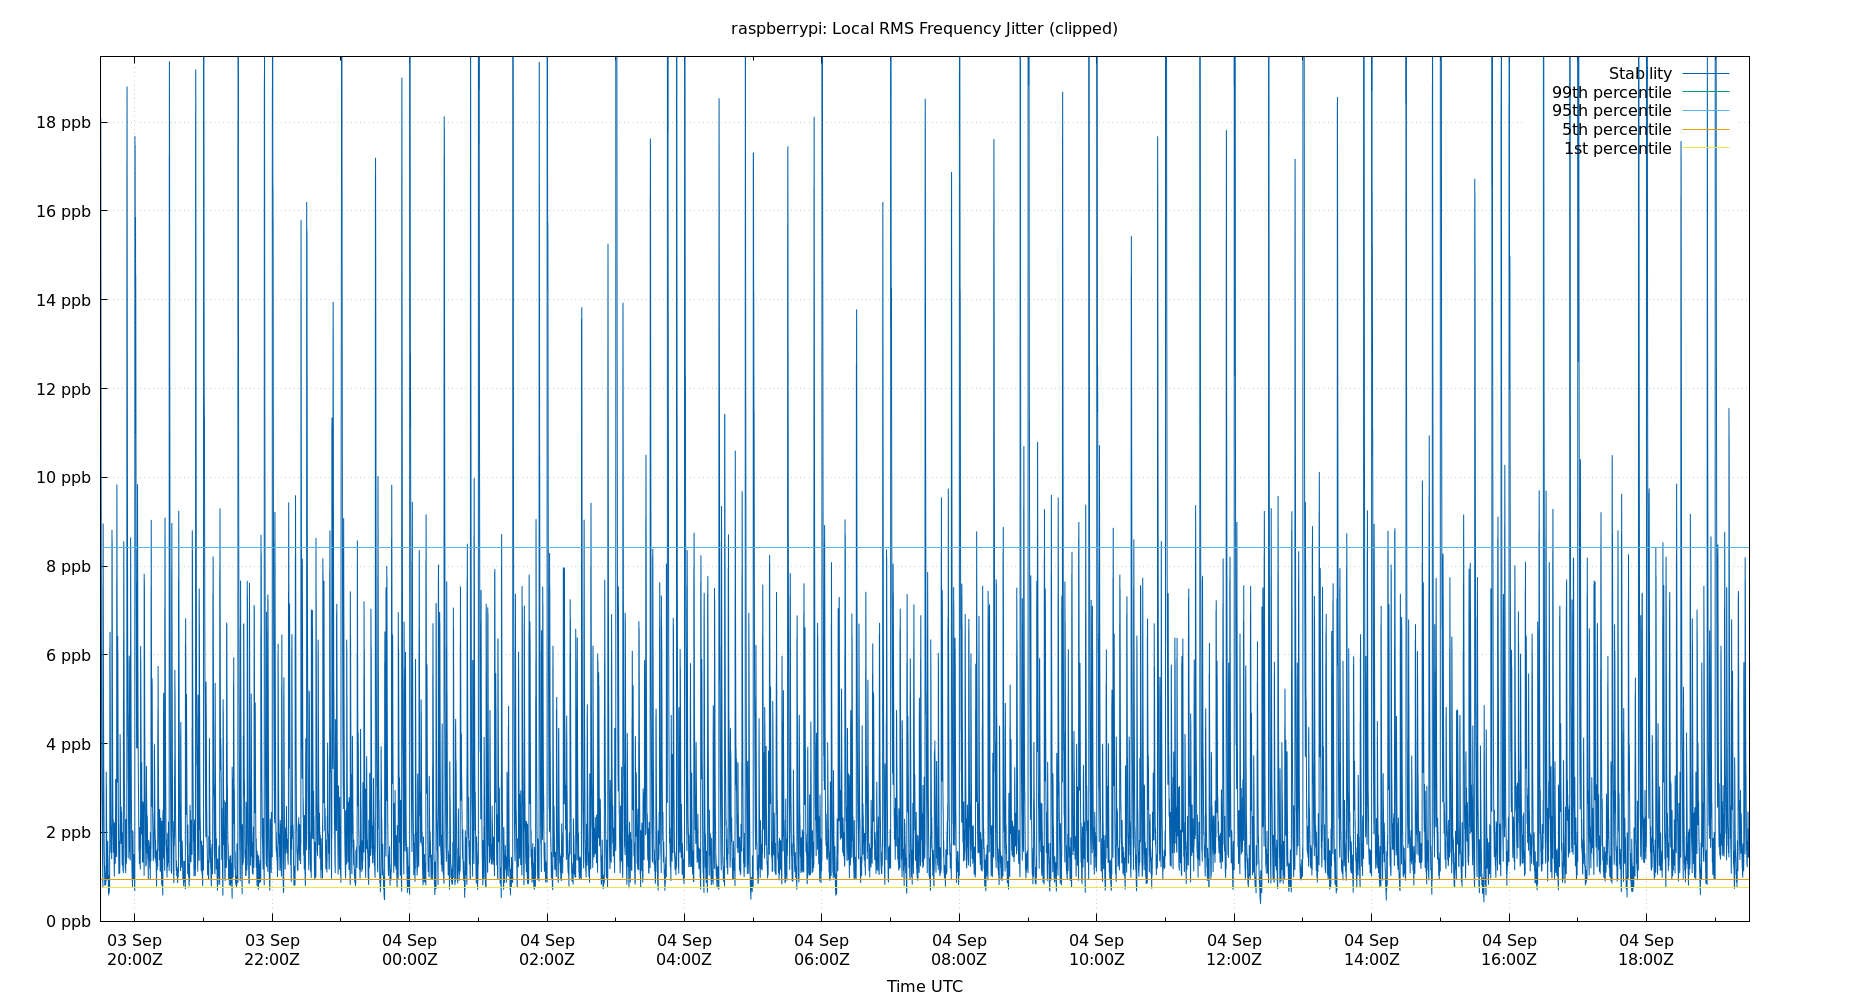 raspberrypi: Local RMS Frequency Jitter (clipped)
Stability
99th percentile
95th percentile
5th percentile
1st percentile
18 ppb
16 ppb
14 ppb
12 ppb
10 ppb
8 ppb
6 ppb
4 ppb
2 ppb
0 ppb
03 Sep 03 Sep 04 Sep 04 Sep 04 Sep 04 Sep 04 Sep 04 Sep 04 Sep 04 Sep 04 Sep 04 Sep
20:00Z 22:00Z 00:00Z 02:00Z 04:00Z 06:00Z 08:00Z 10:00Z 12:00Z 14:00Z 16:00Z 18:00Z
Time UTC